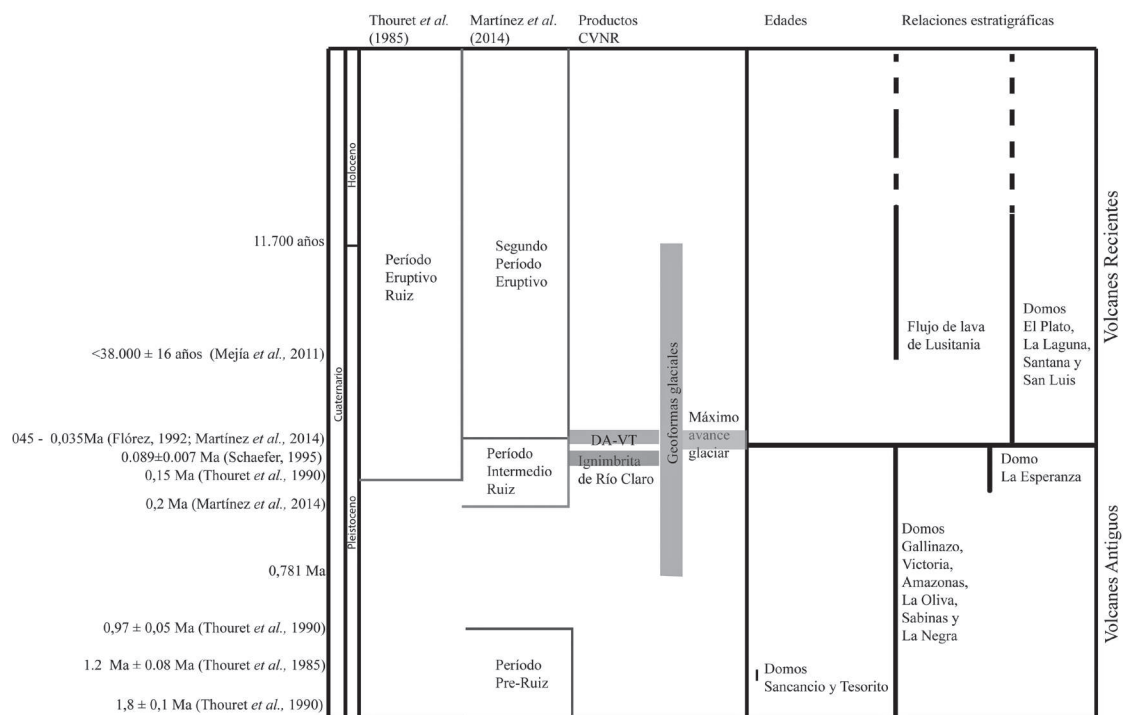 Thouret et al.
(1985)
Martínez et al.
(2014)
Productos
CVNR
Edades
Relaciones estratigráficas
11.700 años
<38.000 ± 16 años (Mejía et al., 2011)
045 - 0,035Ma (Flórez, 1992; Martínez et al., 2014)
0.089±0.007 Ma (Schaefer, 1995)
0,15 Ma (Thouret et al., 1990)
0,2 Ma (Martínez et al., 2014)
0,781 Ma
0,97 ± 0,05 Ma (Thouret et al., 1990)
1.2 Ma ± 0.08 Ma (Thouret et al., 1985)
1,8 ± 0,1 Ma (Thouret et al., 1990)
Cuaternario
Holoceno
Pleistoceno
Período
Eruptivo
Ruiz
Segundo
Período
Eruptivo
Período
Intermedio
Ruiz
Período
Pre-Ruiz
DA-VT
Ignimbrita
de Río Claro
Geoformas glaciales
Máximo
avance
glaciar
Domos
Sancancio y Tesorito
Flujo de lava
de Lusitania
Domos
El Plato,
La Laguna,
Santana y
San Luis
Domo
La Esperanza
Domos
Gallinazo,
Victoria,
Amazonas,
La Oliva,
Sabinas y
La Negra
Volcanes Recientes
Volcanes Antiguos